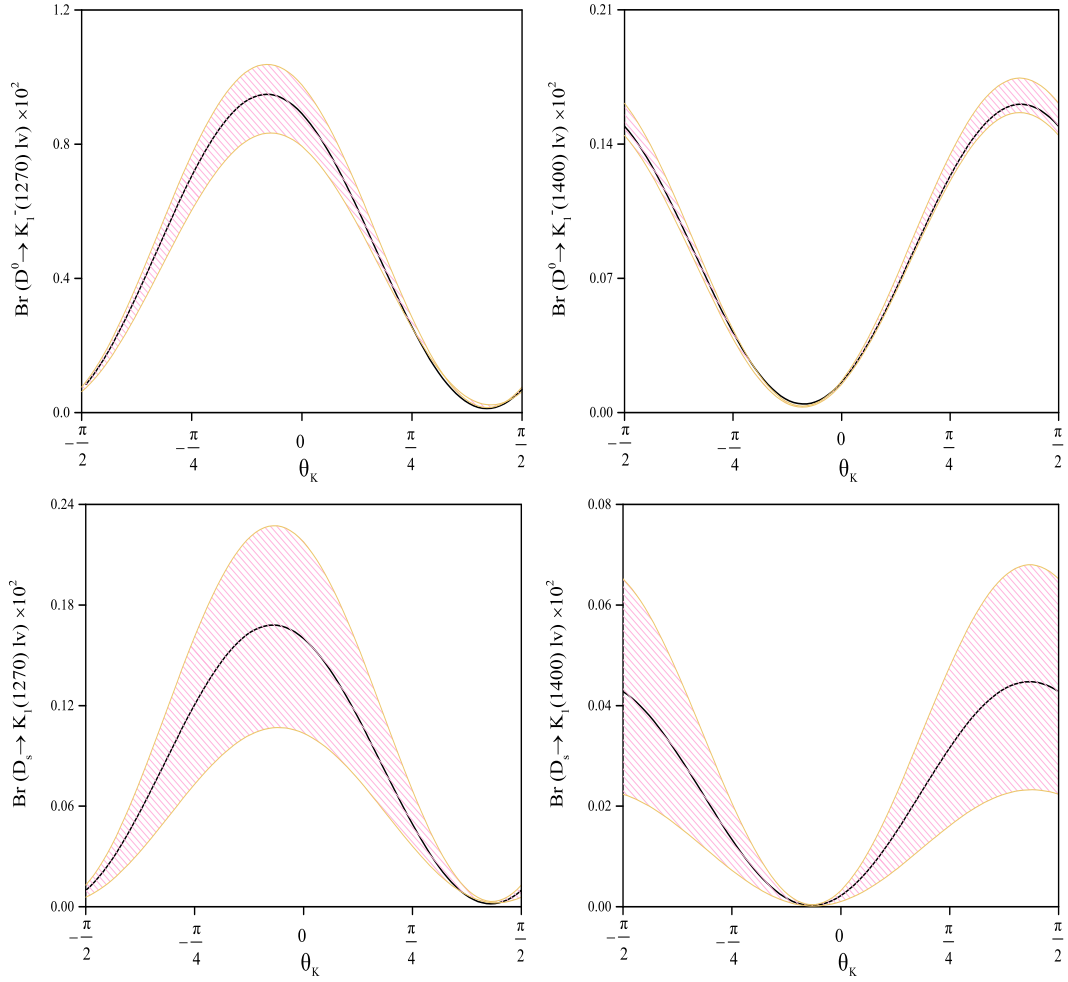 1.2
0.8
0.4
0.0
Br (D⁰→ K₁⁻(1270) lv) ×10²
−π/2
−π/4
0
π/4
π/2
θ_K
0.21
0.14
0.07
0.00
Br (D⁰→ K₁⁻(1400) lv) ×10²
−π/2
−π/4
0
π/4
π/2
θ_K
0.24
0.18
0.12
0.06
0.00
Br (D_s→ K₁(1270) lv) ×10²
−π/2
−π/4
0
π/4
π/2
θ_K
0.08
0.06
0.04
0.02
0.00
Br (D_s→ K₁(1400) lv) ×10²
−π/2
−π/4
0
π/4
π/2
θ_K